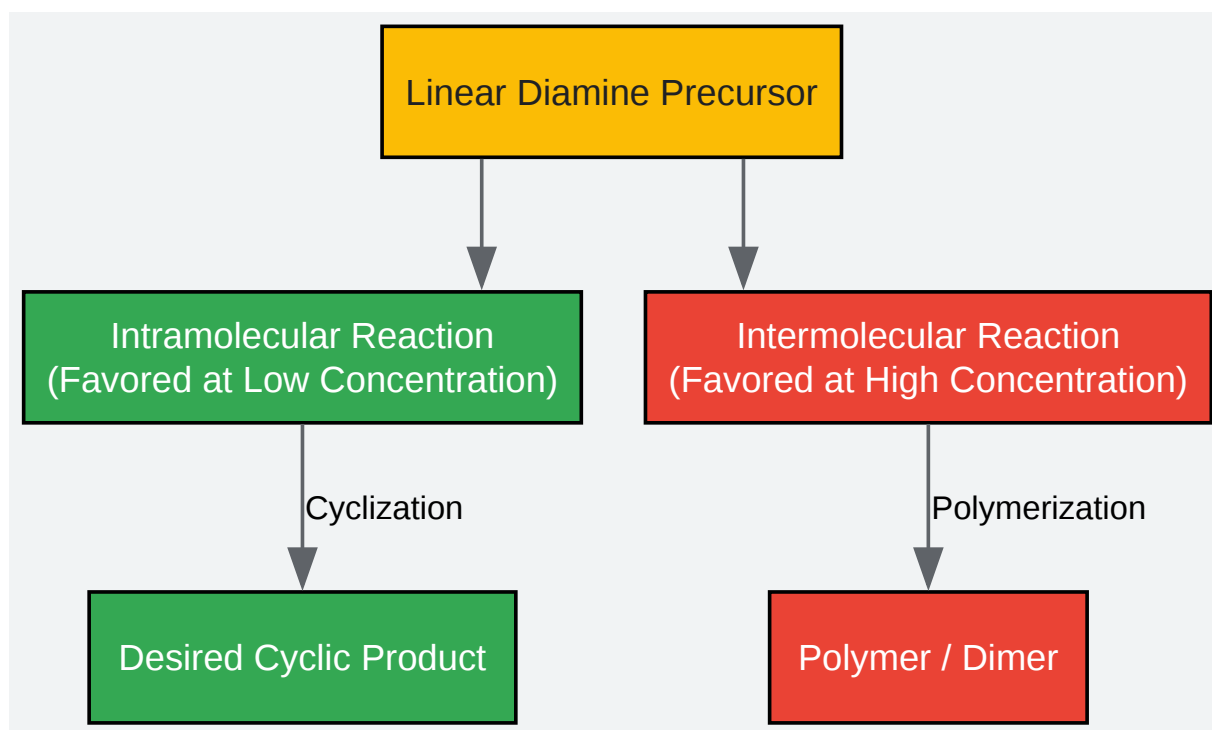 Linear Diamine Precursor
Intramolecular Reaction
(Favored at Low Concentration)
Intermolecular Reaction
(Favored at High Concentration)
Cyclization
Polymerization
Desired Cyclic Product
Polymer / Dimer